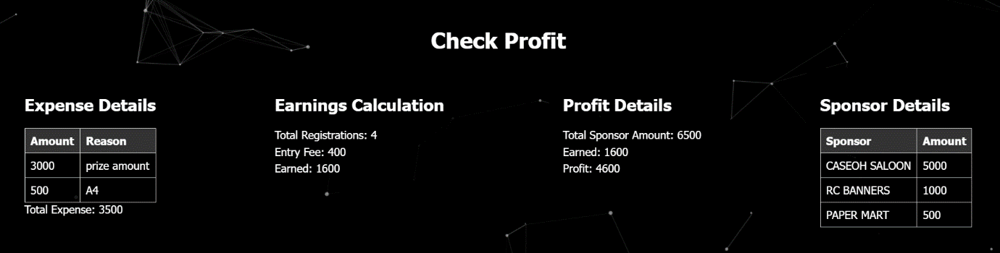 Check Profit
Expense Details
Amount Reason
3000 prize amount
500 A4
Total Expense: 3500
Earnings Calculation
Total Registrations: 4
Entry Fee: 400
Earned: 1600
Profit Details
Total Sponsor Amount: 6500
Earned: 1600
Profit: 4600
Sponsor Details
Sponsor Amount
CASEOH SALOON 5000
RC BANNERS 1000
PAPER MART 500